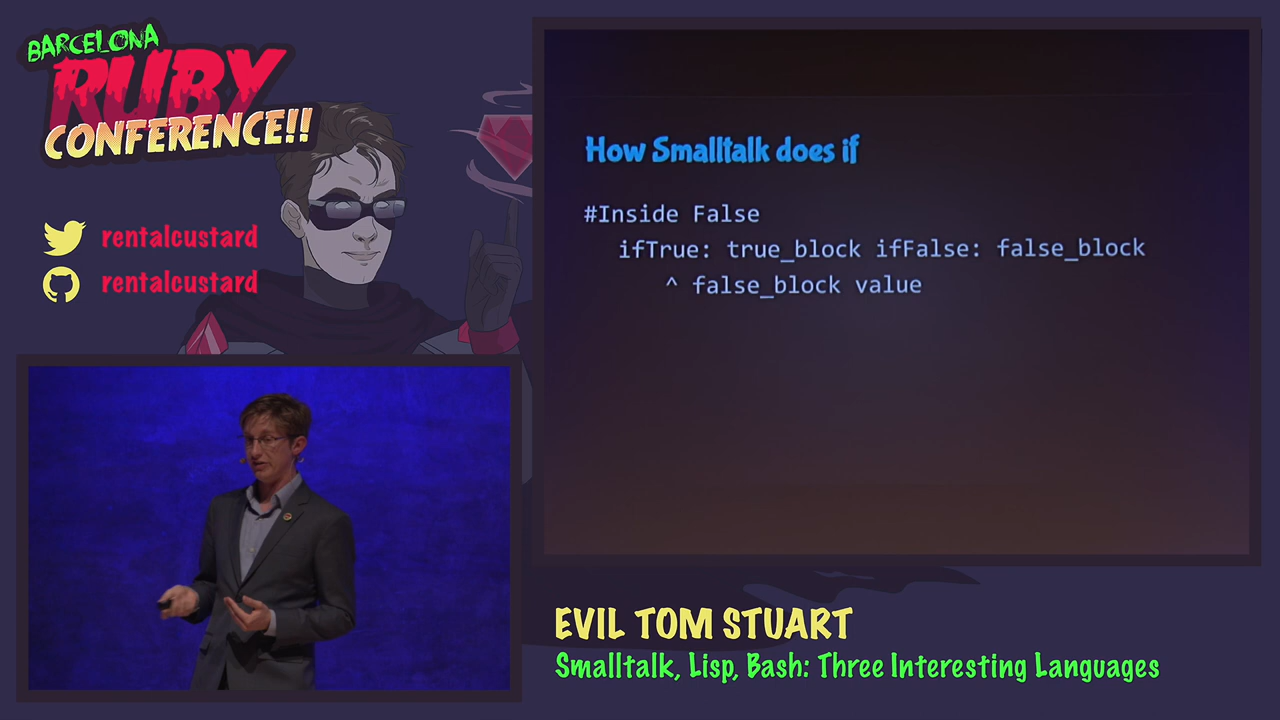 BARCELONA
RUBY
CONFERENCE!!
rentalcustard
rentalcustard
How Smalltalk does if
#Inside False
ifTrue: true_block ifFalse: false_block
^ false_block value
EVIL TOM STUART
Smalltalk, Lisp, Bash: Three Interesting Languages